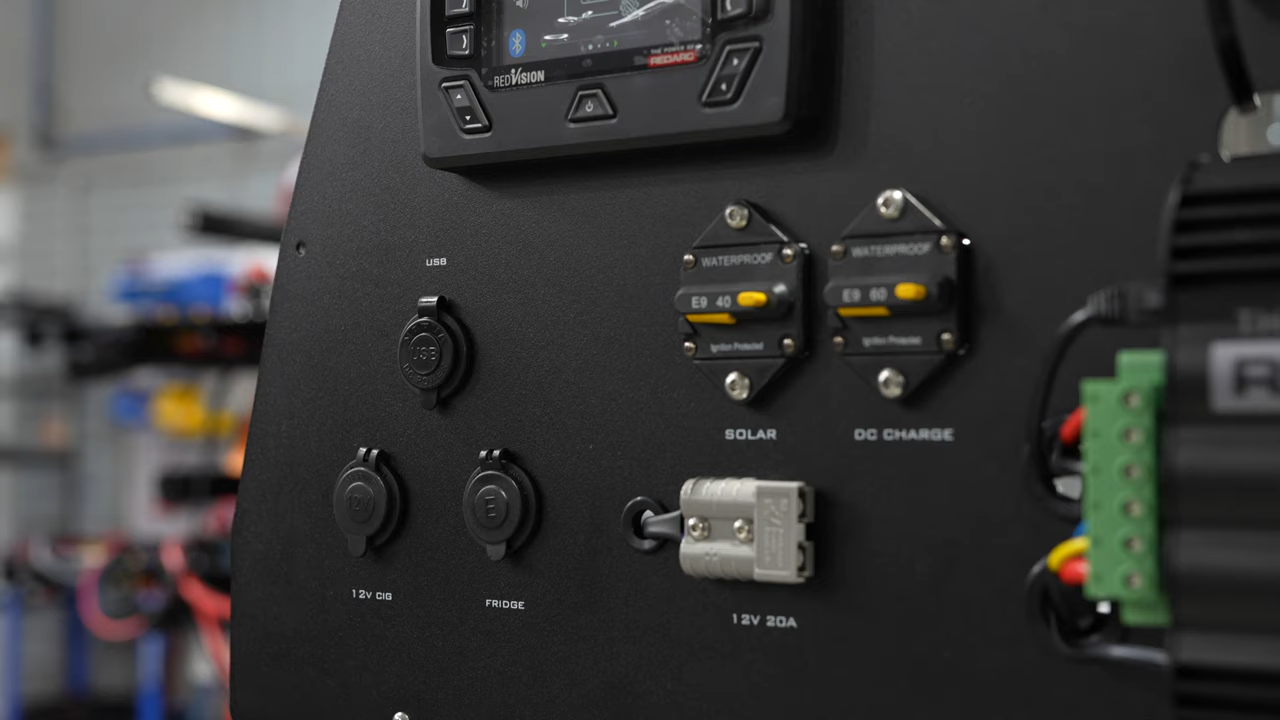 THE POWER OF
REDARC
REDVISION
USB
USB
WATERPROOF
E9 40
Ignition Protected
WATERPROOF
E9 60
Ignition Protected
SOLAR
DC CHARGE
12V
E
12V CIG
FRIDGE
12V 20A
R